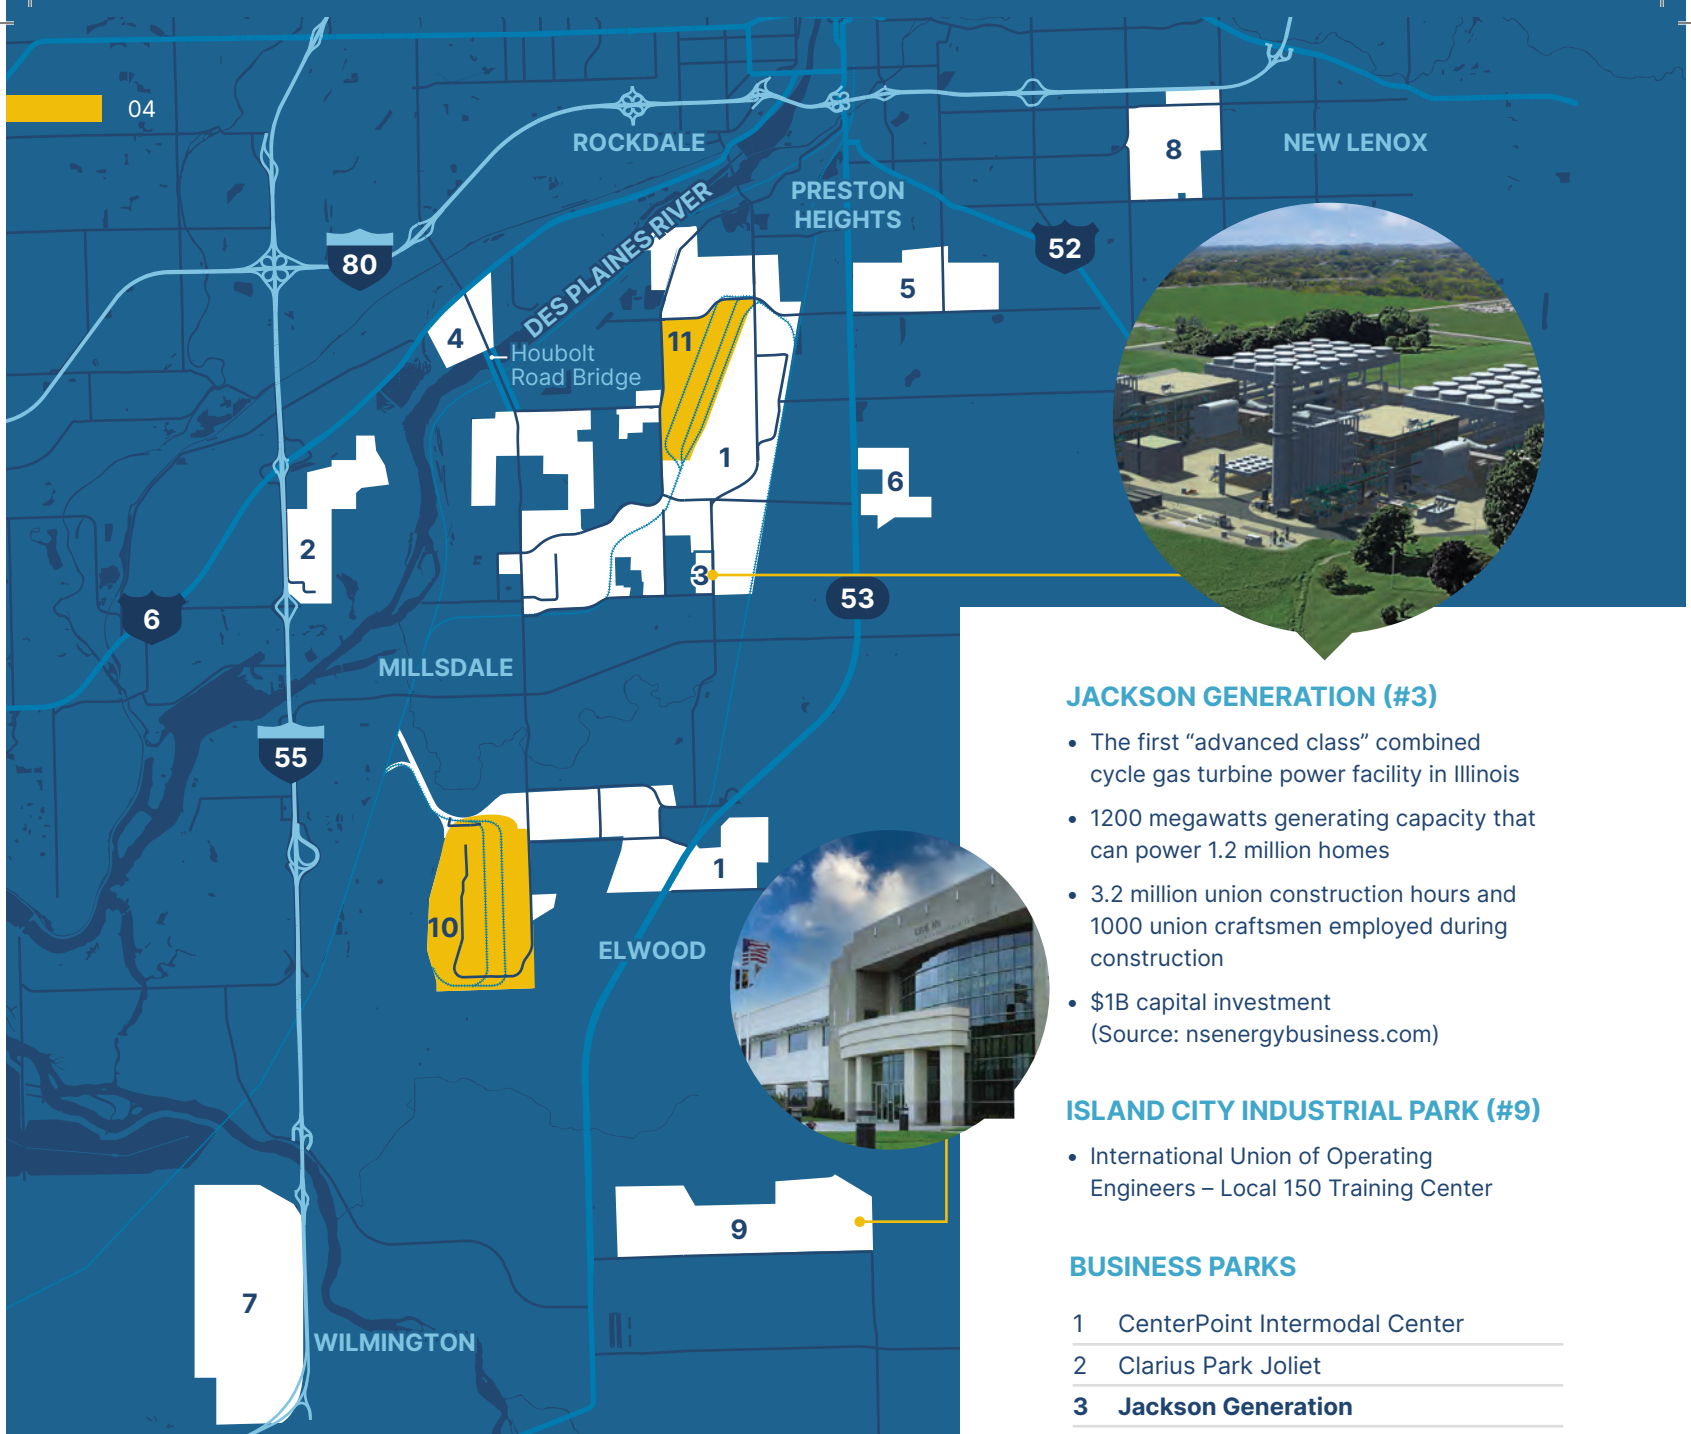 04
ROCKDALE
NEW LENOX
8
PRESTON
HEIGHTS
DES PLAINES RIVER
52
80
5
4
11
Houbolt
Road Bridge
1
6
2
3
53
6
MILLSDALE
55
1
10
ELWOOD
9
7
WILMINGTON
JACKSON GENERATION (#3)
• The first “advanced class” combined
cycle gas turbine power facility in Illinois
• 1200 megawatts generating capacity that
can power 1.2 million homes
• 3.2 million union construction hours and
1000 union craftsmen employed during
construction
• $1B capital investment
(Source: nsenergybusiness.com)
ISLAND CITY INDUSTRIAL PARK (#9)
• International Union of Operating
Engineers – Local 150 Training Center
BUSINESS PARKS
1 CenterPoint Intermodal Center
2 Clarius Park Joliet
3 Jackson Generation